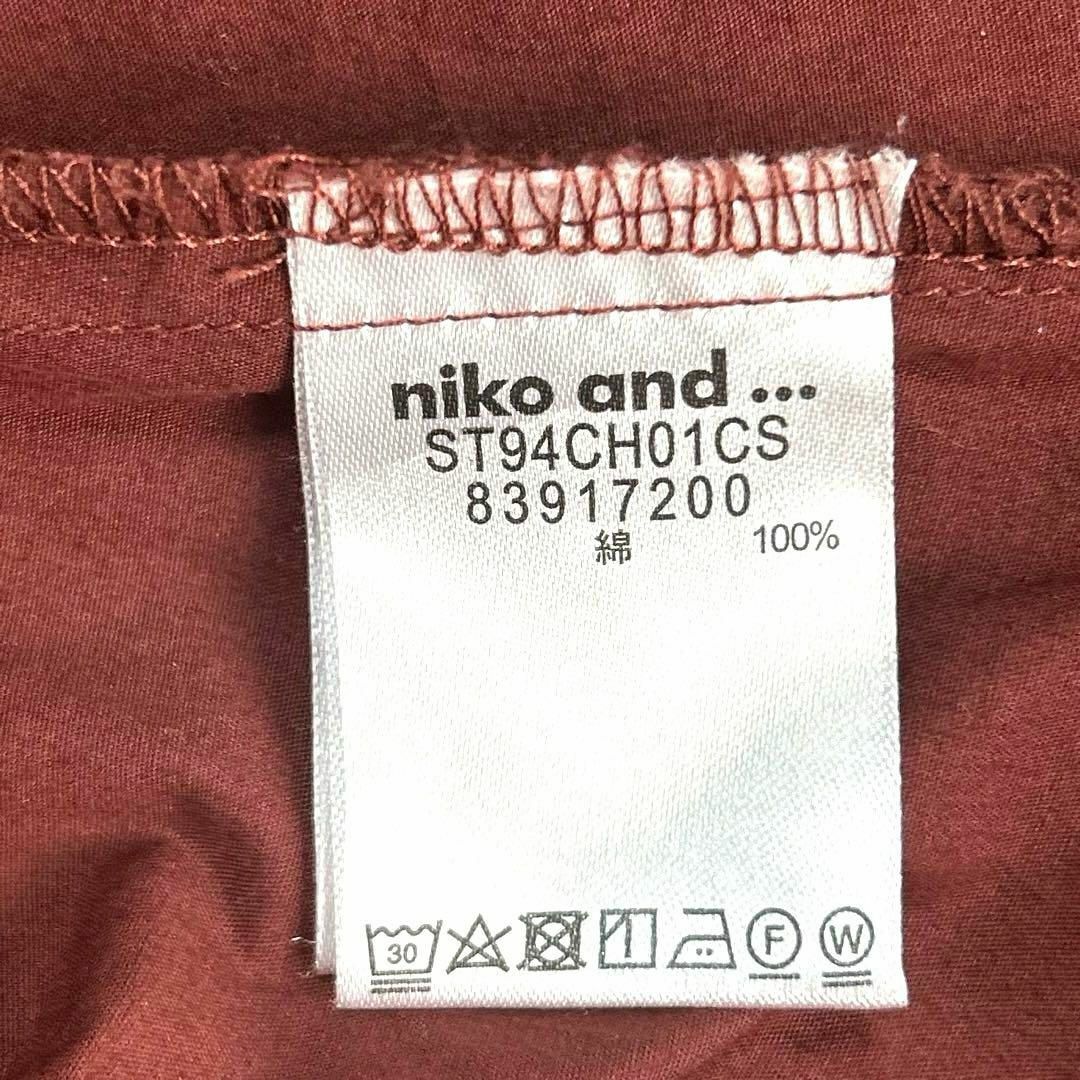 niko and ...
ST94CH01CS
83917200
綿 100%
30 F W